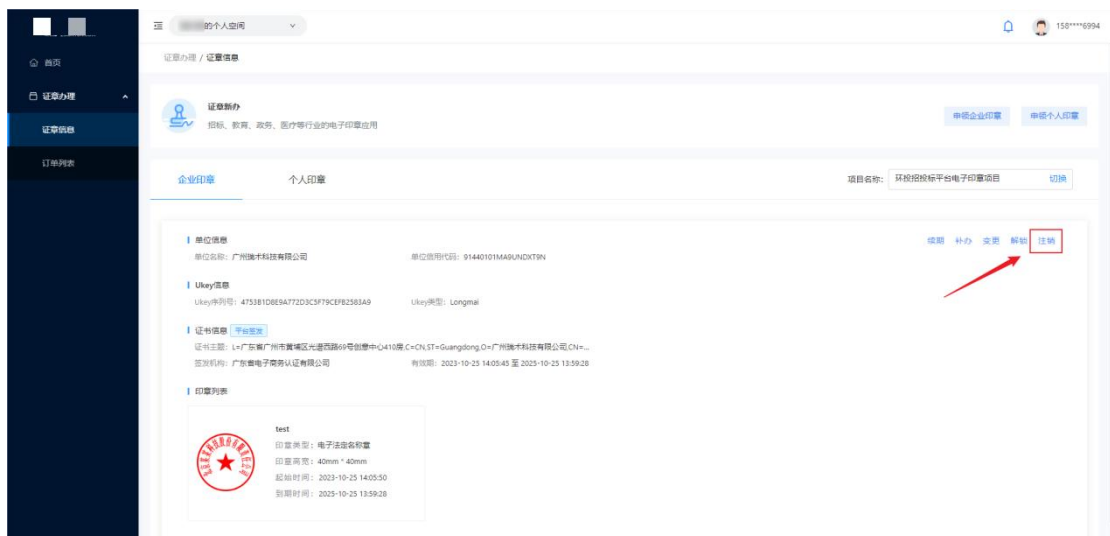 的个人空间
158****6994
首页
证章办理
证章信息
订单列表
证章办理 / 证章信息
证章新办
招标、教育、政务、医疗等行业的电子印章应用
申领企业印章
申领个人印章
企业印章
个人印章
项目名称： 环投招投标平台电子印章项目 切换
单位信息
续期 补办 变更 解锁 注销
单位名称：广州瑞术科技有限公司 单位信用代码：91440101MA9UNDXT9N
Ukey信息
Ukey序列号：4753B1D8E9A772D3C5F79CEFB2583A9 Ukey类型：Longmai
证书信息 平台签发
证书主题：L=广东省广州市黄埔区光谱西路69号创意中心410房,C=CN,ST=Guangdong,O=广州瑞术科技有限公司,CN=...
签发机构：广东省电子商务认证有限公司 有效期：2023-10-25 14:05:45 至 2025-10-25 13:59:28
印章列表
test
印章类型：电子法定名称章
印章高宽：40mm * 40mm
起始时间：2023-10-25 14:05:50
到期时间：2025-10-25 13:59:28